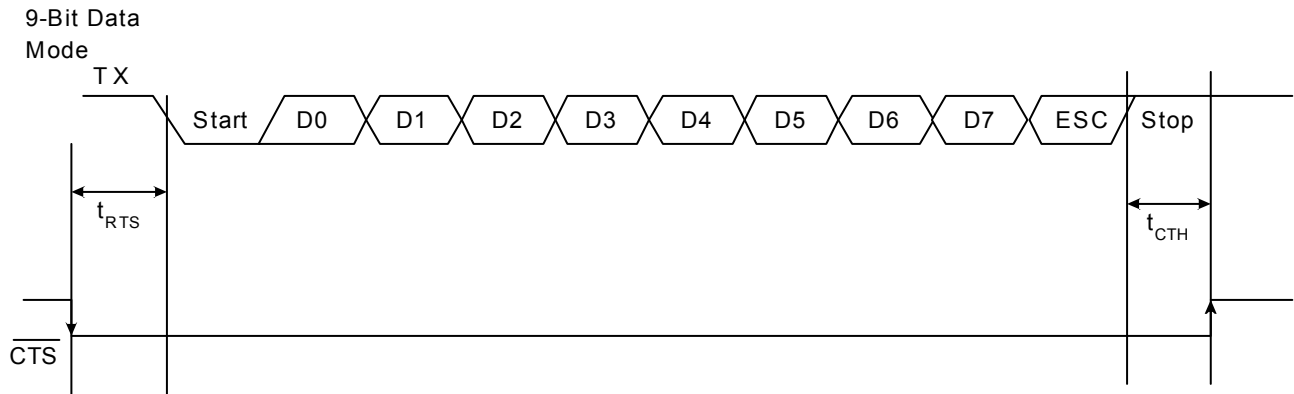 9-Bit Data
Mode
TX
Start D0 D1 D2 D3 D4 D5 D6 D7 ESC Stop
tRTS
tCTH
CTS